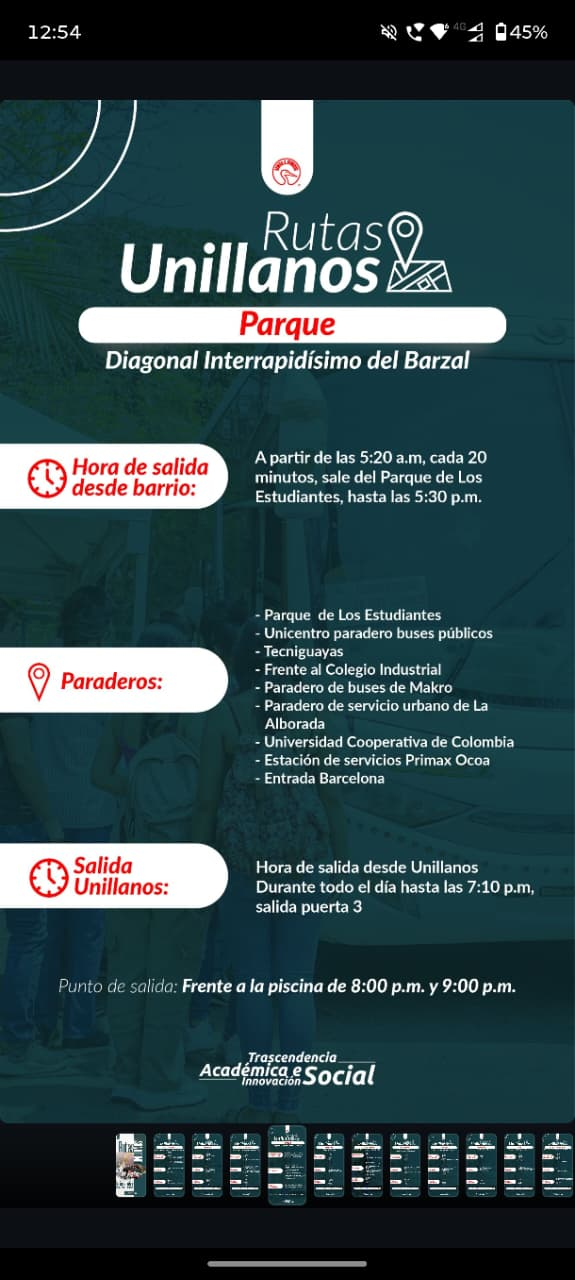 12:54
4G
45%
Rutas
Unillanos
Parque
Diagonal Interrapidísimo del Barzal
Hora de salida
desde barrio:
A partir de las 5:20 a.m, cada 20
minutos, sale del Parque de Los
Estudiantes, hasta las 5:30 p.m.
Paraderos:
- Parque de Los Estudiantes
- Unicentro paradero buses públicos
- Tecniguayas
- Frente al Colegio Industrial
- Paradero de buses de Makro
- Paradero de servicio urbano de La
Alborada
- Universidad Cooperativa de Colombia
- Estación de servicios Primax Ocoa
- Entrada Barcelona
Salida
Unillanos:
Hora de salida desde Unillanos
Durante todo el día hasta las 7:10 p.m,
salida puerta 3
Punto de salida: Frente a la piscina de 8:00 p.m. y 9:00 p.m.
Trascendencia
Académica e
Innovación Social